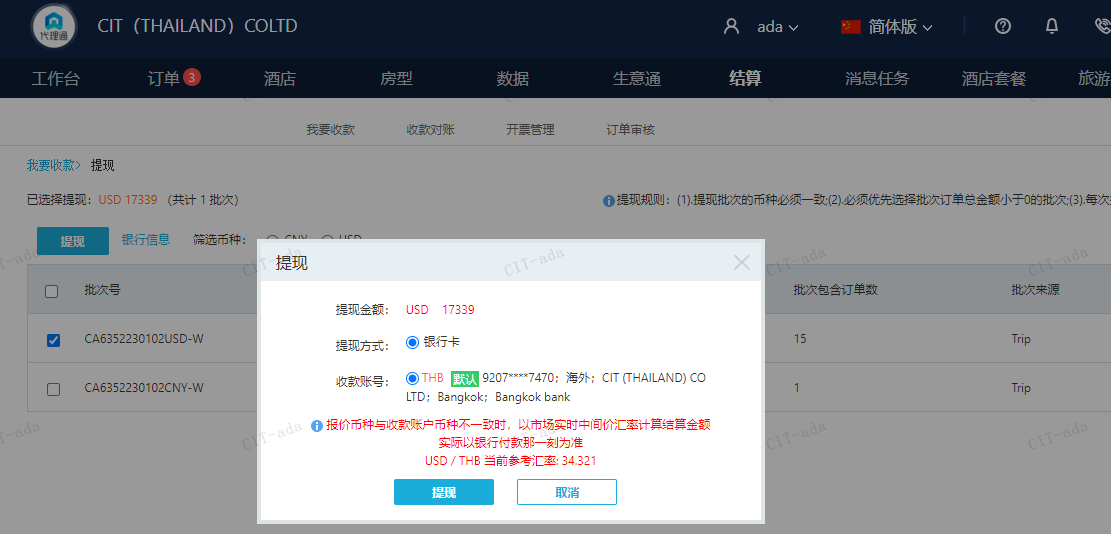 代理通
CIT（THAILAND）COLTD
ada
简体版
工作台
订单 3
酒店
房型
数据
生意通
结算
消息任务
酒店套餐
旅游
我要收款
收款对账
开票管理
订单审核
我要收款> 提现
已选择提现：USD 17339 （共计 1 批次）
提现规则：(1).提现批次的币种必须一致;(2).必须优先选择批次订单总金额小于0的批次;(3).每次
提现 银行信息 筛选币种： CNY USD
批次号
批次包含订单数
批次来源
CA6352230102USD-W
15
Trip
CA6352230102CNY-W
1
Trip
提现
提现金额： USD 17339
提现方式： 银行卡
收款账号： THB 默认 9207****7470；海外；CIT (THAILAND) CO
LTD；Bangkok；Bangkok bank
报价币种与收款账户币种不一致时，以市场实时中间价汇率计算结算金额
实际以银行付款那一刻为准
USD / THB 当前参考汇率: 34.321
提现
取消
CIT-ada
CIT-ada
CIT-ada
CIT-ada